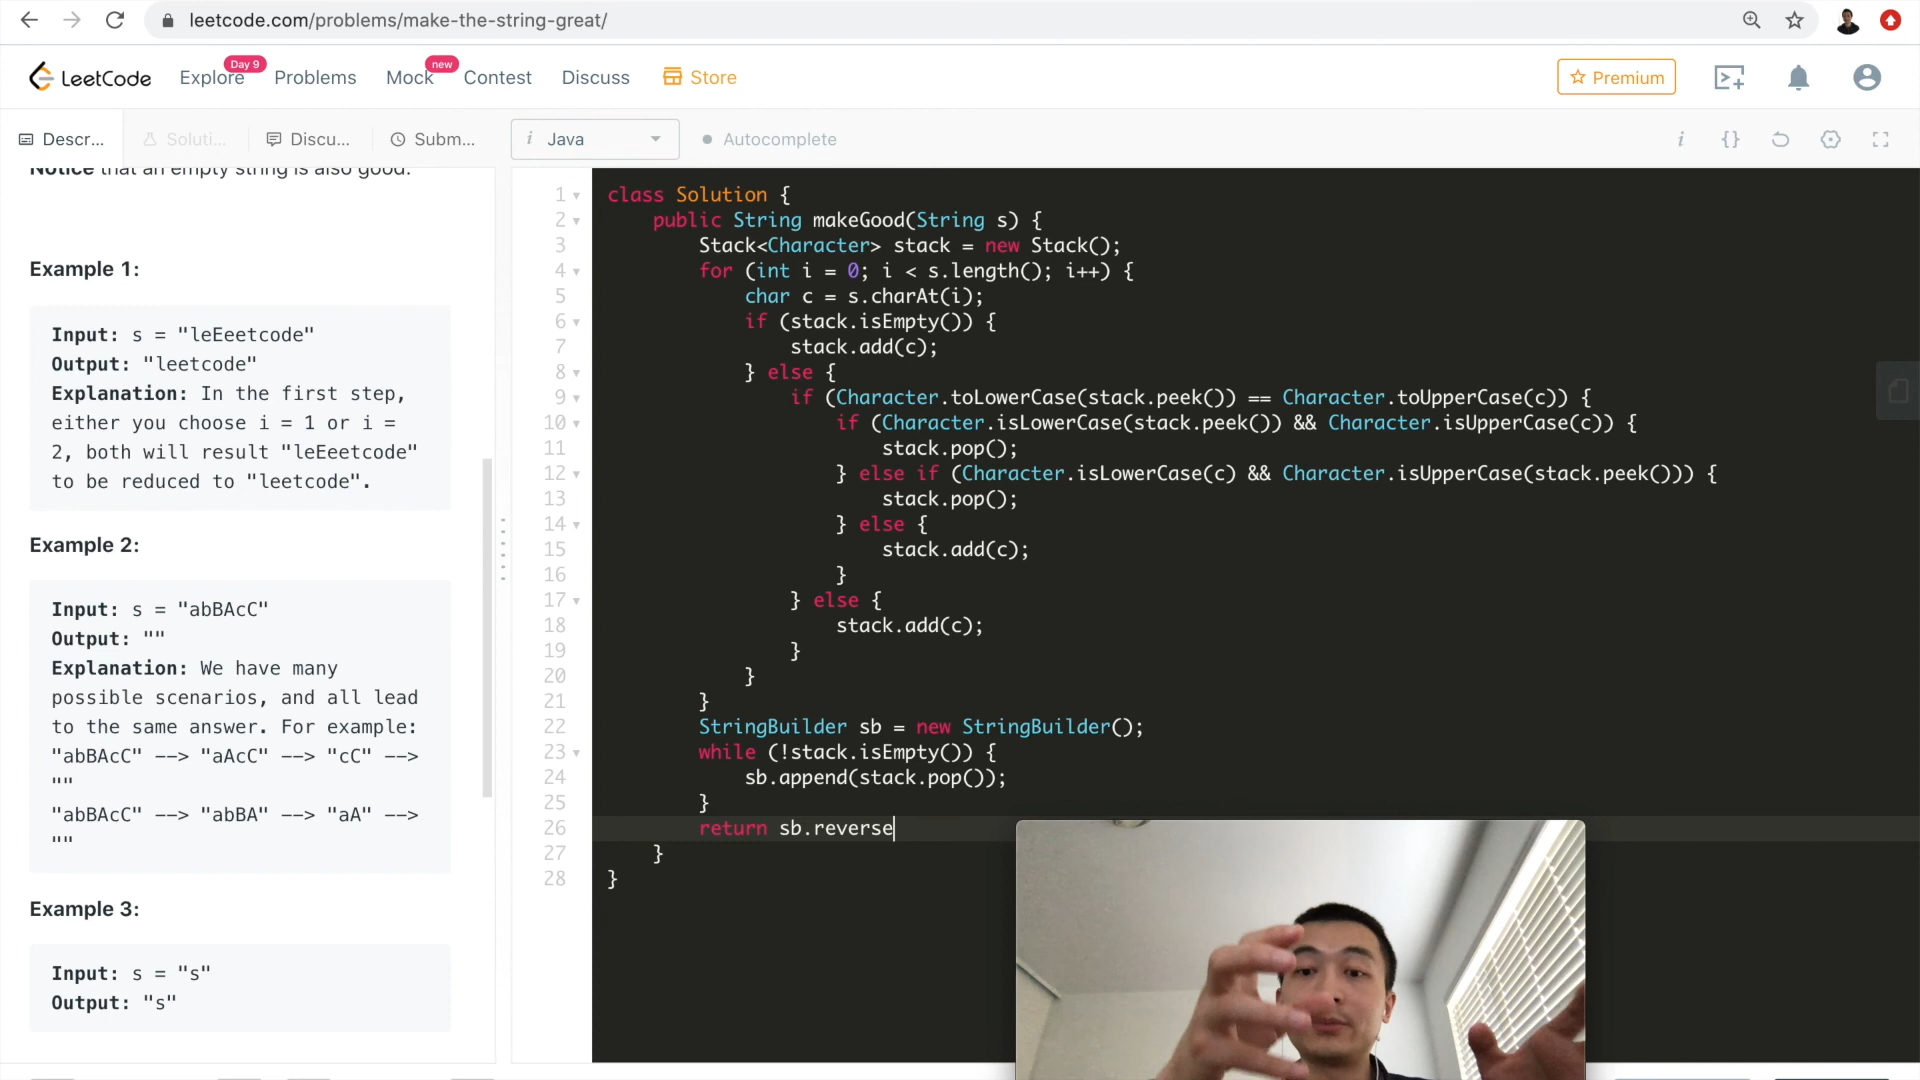 leetcode.com/problems/make-the-string-great/
LeetCode
Explore
Day 9
Problems
Mock
new
Contest
Discuss
Store
Premium
Descr...
Soluti...
Discu...
Subm...
i Java
Autocomplete
Notice that an empty string is also good.
Example 1:
Input: s = "leEeetcode"
Output: "leetcode"
Explanation: In the first step,
either you choose i = 1 or i =
2, both will result "leEeetcode"
to be reduced to "leetcode".
Example 2:
Input: s = "abBAcC"
Output: ""
Explanation: We have many
possible scenarios, and all lead
to the same answer. For example:
"abBAcC" --> "aAcC" --> "cC" -->
""
"abBAcC" --> "abBA" --> "aA" -->
""
Example 3:
Input: s = "s"
Output: "s"
1 class Solution {
2 public String makeGood(String s) {
3 Stack<Character> stack = new Stack();
4 for (int i = 0; i < s.length(); i++) {
5 char c = s.charAt(i);
6 if (stack.isEmpty()) {
7 stack.add(c);
8 } else {
9 if (Character.toLowerCase(stack.peek()) == Character.toUpperCase(c)) {
10 if (Character.isLowerCase(stack.peek()) && Character.isUpperCase(c)) {
11 stack.pop();
12 } else if (Character.isLowerCase(c) && Character.isUpperCase(stack.peek())) {
13 stack.pop();
14 } else {
15 stack.add(c);
16 }
17 } else {
18 stack.add(c);
19 }
20 }
21 }
22 StringBuilder sb = new StringBuilder();
23 while (!stack.isEmpty()) {
24 sb.append(stack.pop());
25 }
26 return sb.reverse
27 }
28 }